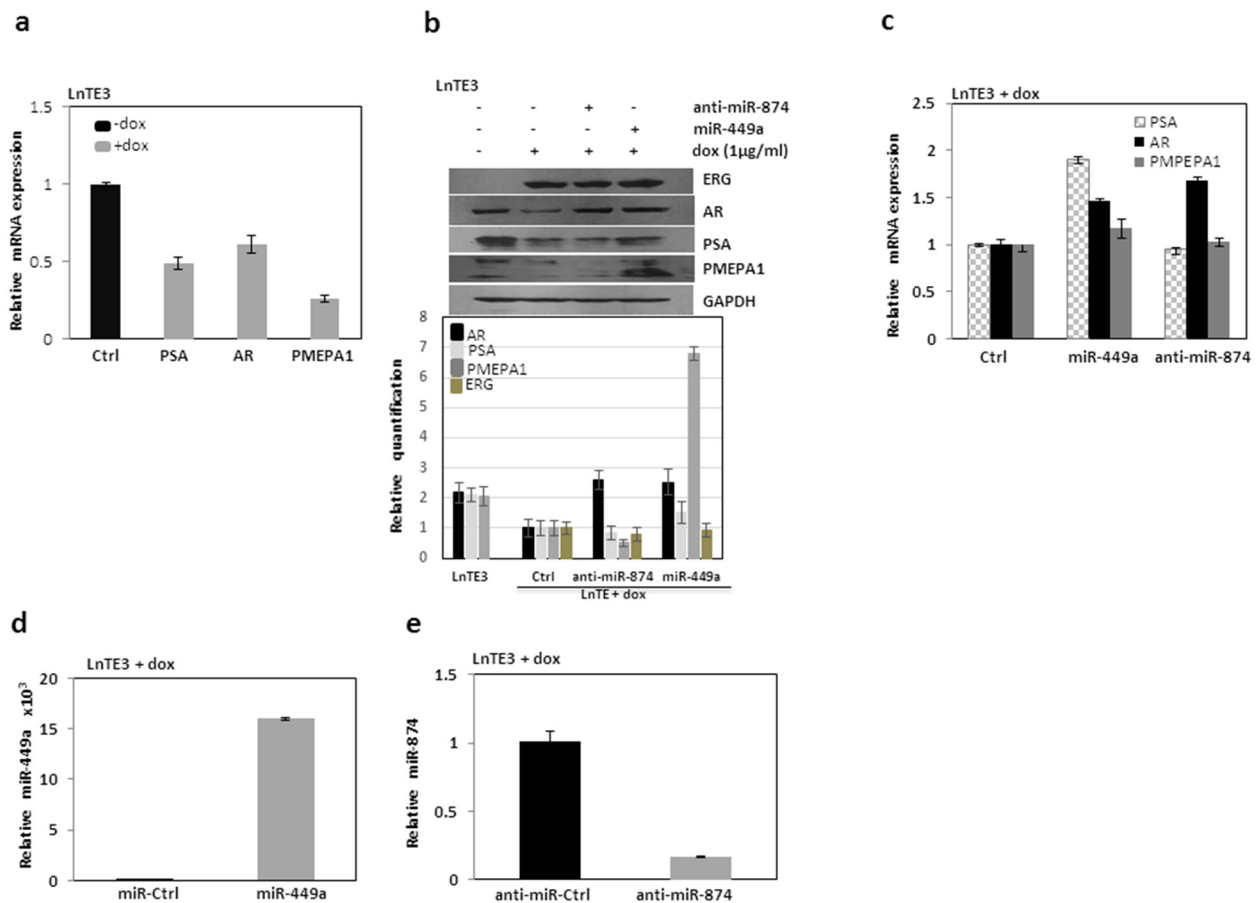 a
LnTE3
Relative mRNA expression
1.5
1
0.5
0
-dox
+dox
Ctrl PSA AR PMEPA1
b
LnTE3
- - + - anti-miR-874
- - - + miR-449a
- + + + dox (1µg/ml)
ERG
AR
PSA
PMEPA1
GAPDH
Relative quantification
8
7
6
5
4
3
2
1
0
AR
PSA
PMEPA1
ERG
LnTE3 Ctrl anti-miR-874 miR-449a
LnTE+ dox
c
LnTE3 + dox
Relative mRNA expression
2.5
2
1.5
1
0.5
0
PSA
AR
PMPEPA1
Ctrl miR-449a anti-miR-874
d
LnTE3 + dox
Relative miR-449a x10³
20
15
10
5
0
miR-Ctrl miR-449a
e
LnTE3 + dox
Relative miR-874
1.5
1
0.5
0
anti-miR-Ctrl anti-miR-874